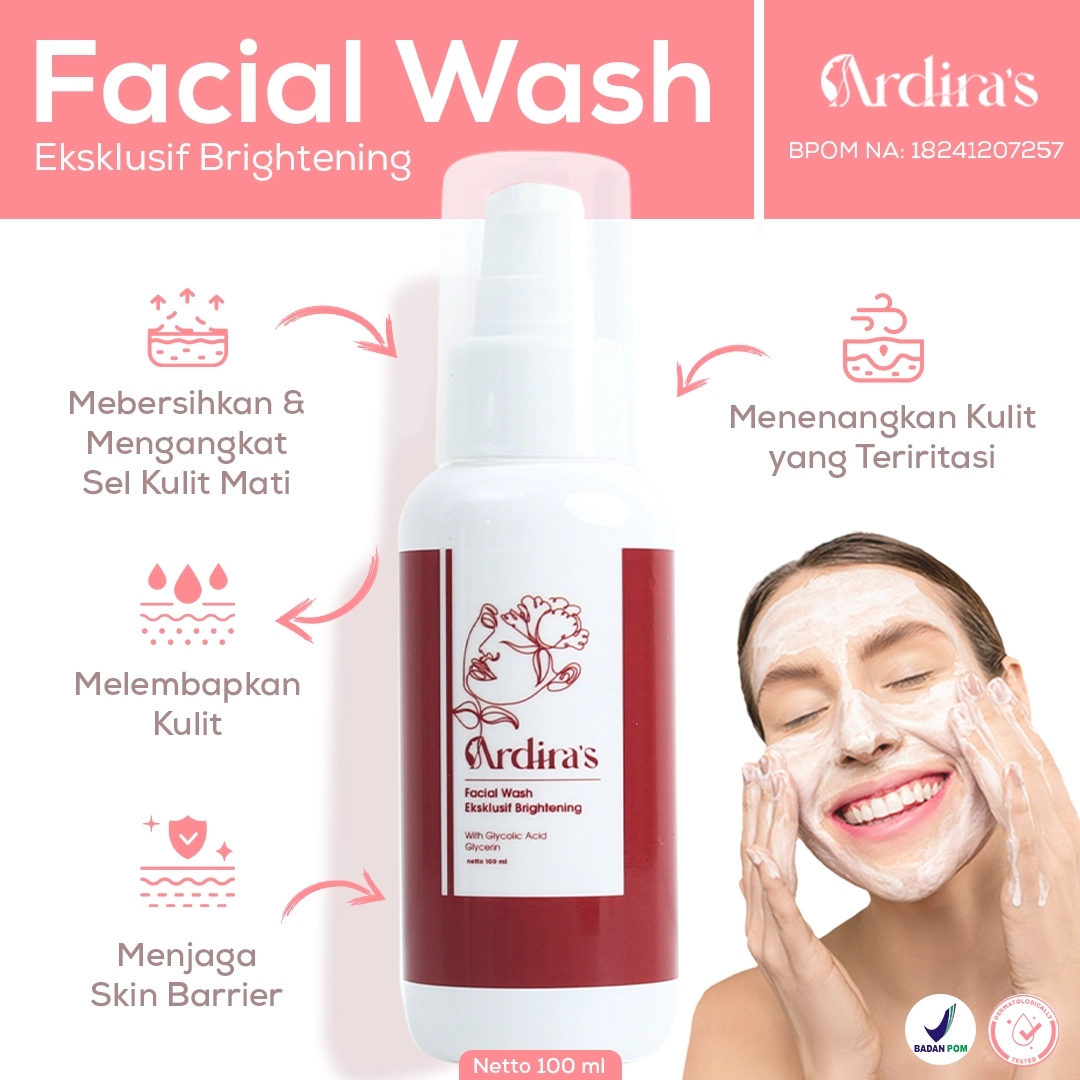 Facial Wash
Eksklusif Brightening
Ardira's
BPOM NA: 18241207257
Mebersihkan &
Mengangkat
Sel Kulit Mati
Menenangkan Kulit
yang Teriritasi
Melembapkan
Kulit
Menjaga
Skin Barrier
Ardira's
Facial Wash
Eksklusif Brightening
With Glycolic Acid
Glycerin
netto 100 ml
Netto 100 ml
BADAN POM
DERMATOLOGICALLY
TESTED